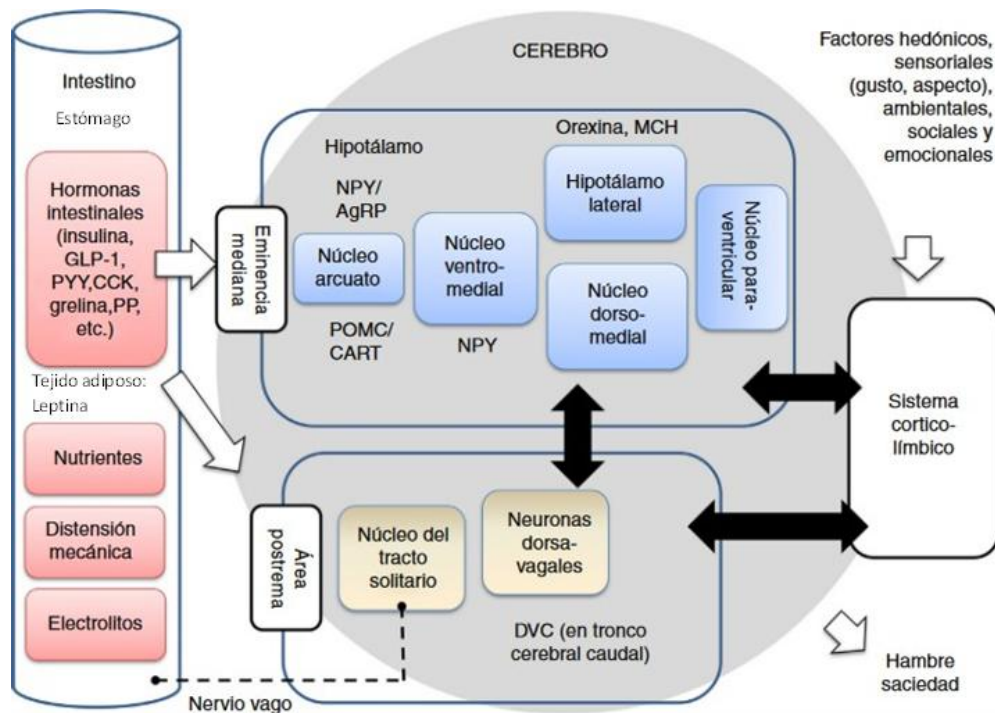 Intestino
Estómago
Hormonas
intestinales
(insulina,
GLP-1,
PYY,CCK,
grelina,PP,
etc.)
Tejido adiposo:
Leptina
Nutrientes
Distensión
mecánica
Electrolitos
Nervio vago
CEREBRO
Hipotálamo
Eminencia
mediana
NPY/
AgRP
Núcleo
arcuato
POMC/
CART
Núcleo
ventro-
medial
NPY
Orexina, MCH
Hipotálamo
lateral
Núcleo
dorso-
medial
Núcleo para-
ventricular
Área
postrema
Núcleo del
tracto
solitario
Neuronas
dorsa-
vagales
DVC (en tronco
cerebral caudal)
Factores hedónicos,
sensoriales
(gusto, aspecto),
ambientales,
sociales y
emocionales
Sistema
cortico-
límbico
Hambre
saciedad